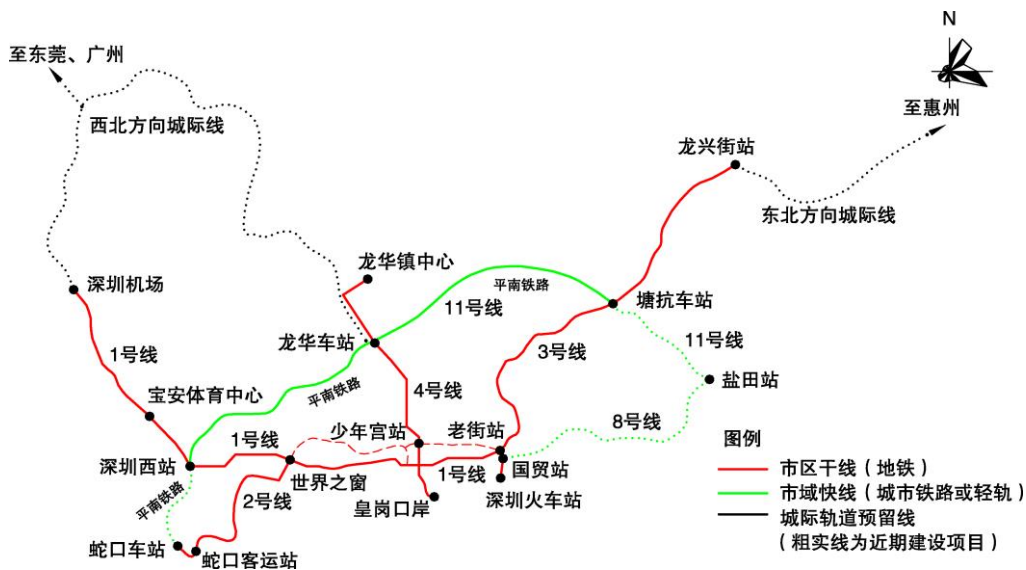 N
至东莞、广州
西北方向城际线
至惠州
龙兴街站
东北方向城际线
龙华镇中心
平南铁路
深圳机场
11号线
塘抗车站
龙华车站
3号线
11号线
1号线
盐田站
平南铁路
4号线
宝安体育中心
8号线
少年宫站
老街站
1号线
图例
深圳西站
国贸站
市区干线（地铁）
世界之窗
1号线
平南铁路
2号线
皇岗口岸
深圳火车站
市域快线（城市铁路或轻轨）
城际轨道预留线
（粗实线为近期建设项目）
蛇口车站
蛇口客运站